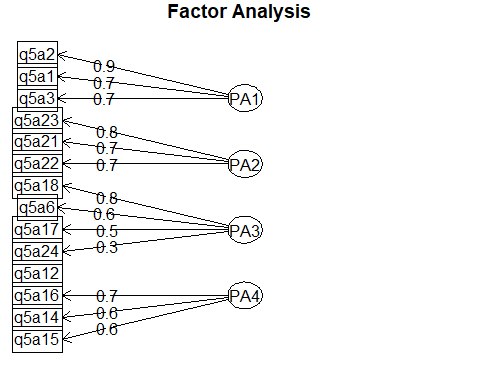 Factor Analysis
q5a2
q5a1
q5a3
q5a23
q5a21
q5a22
q5a18
q5a6
q5a17
q5a24
q5a12
q5a16
q5a14
q5a15
0.9
0.7
0.7
0.8
0.7
0.7
0.8
0.6
0.5
0.3
0.7
0.6
0.6
PA1
PA2
PA3
PA4